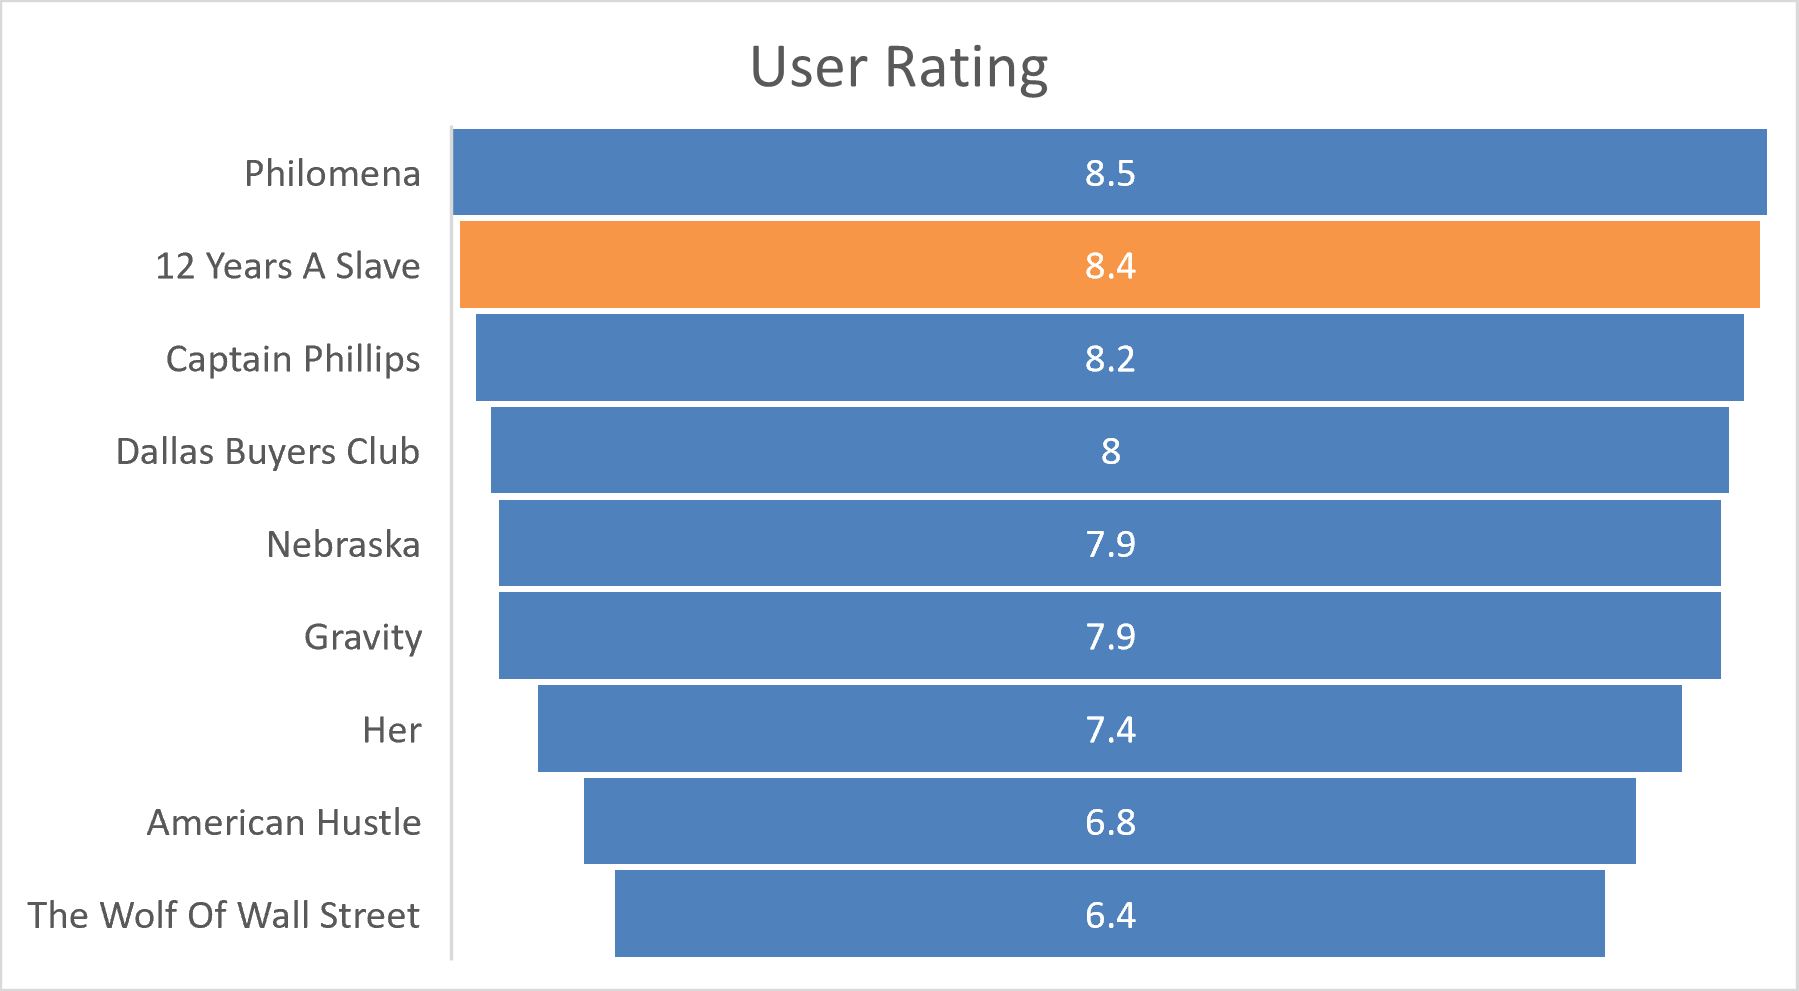 User Rating
Philomena 8.5
12 Years A Slave 8.4
Captain Phillips 8.2
Dallas Buyers Club 8
Nebraska 7.9
Gravity 7.9
Her 7.4
American Hustle 6.8
The Wolf Of Wall Street 6.4